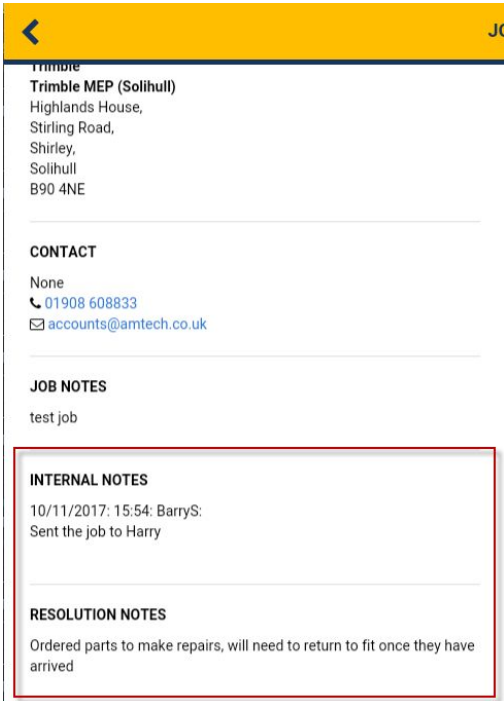 JO
Trimble
Trimble MEP (Solihull)
Highlands House,
Stirling Road,
Shirley,
Solihull
B90 4NE
CONTACT
None
01908 608833
accounts@amtech.co.uk
JOB NOTES
test job
INTERNAL NOTES
10/11/2017: 15:54: BarryS:
Sent the job to Harry
RESOLUTION NOTES
Ordered parts to make repairs, will need to return to fit once they have
arrived